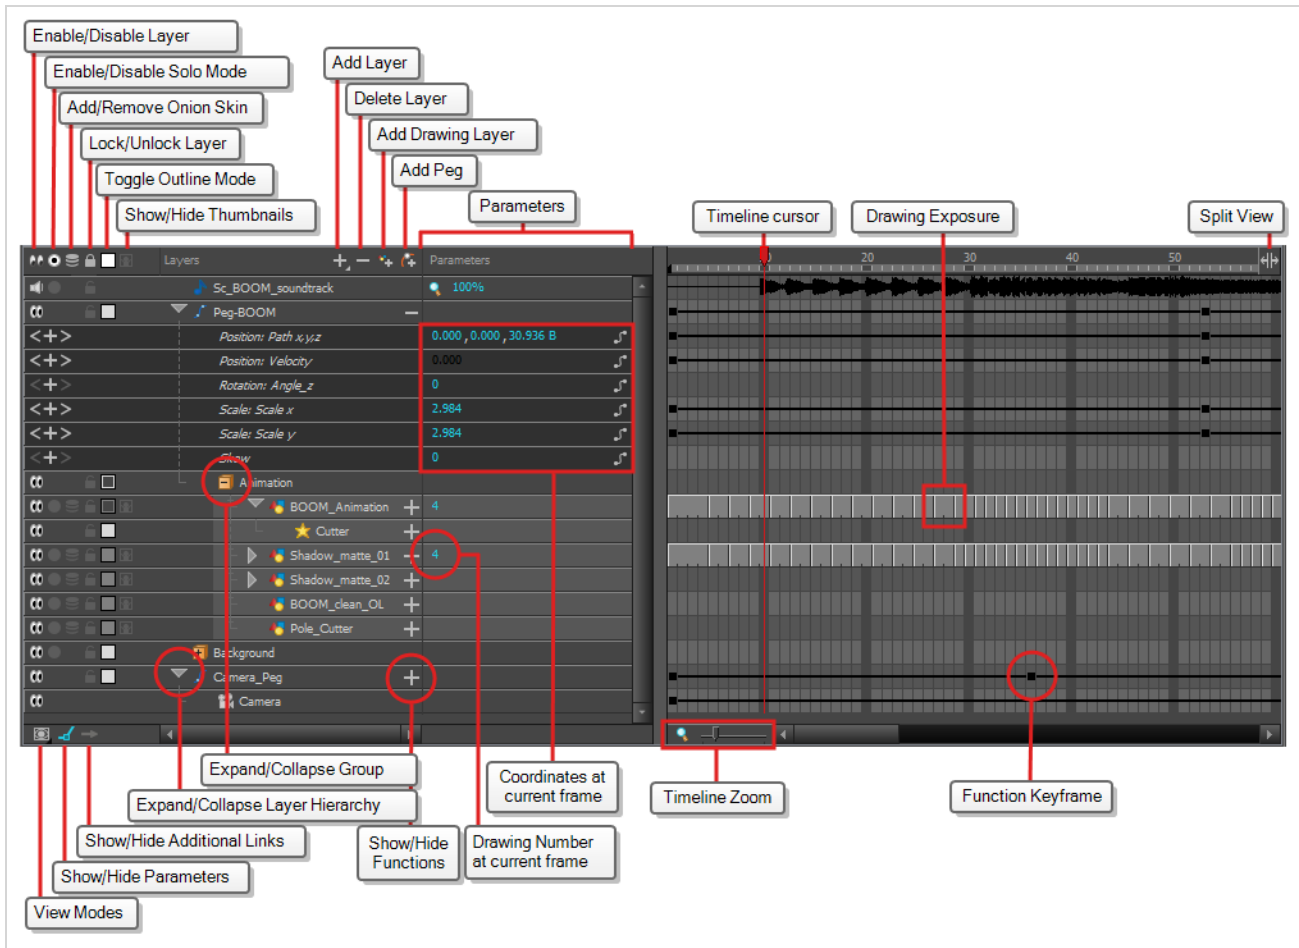 Enable/Disable Layer
Enable/Disable Solo Mode
Add/Remove Onion Skin
Lock/Unlock Layer
Toggle Outline Mode
Show/Hide Thumbnails
Add Layer
Delete Layer
Add Drawing Layer
Add Peg
Parameters
Timeline cursor
Drawing Exposure
Split View
Layers
Parameters
20
30
40
50
Sc_BOOM_soundtrack
100%
Peg-BOOM
Position: Path x,y,z
0.000 , 0.000 , 30.936 B
Position: Velocity
0.000
Rotation: Angle_z
0
Scale: Scale x
2.984
Scale: Scale y
2.984
Skew
0
Animation
BOOM_Animation
4
Cutter
Shadow_matte_01
4
Shadow_matte_02
BOOM_clean_OL
Pole_Cutter
Background
Camera_Peg
Camera
Expand/Collapse Group
Expand/Collapse Layer Hierarchy
Show/Hide Additional Links
Show/Hide Parameters
View Modes
Show/Hide
Functions
Coordinates at
current frame
Drawing Number
at current frame
Timeline Zoom
Function Keyframe